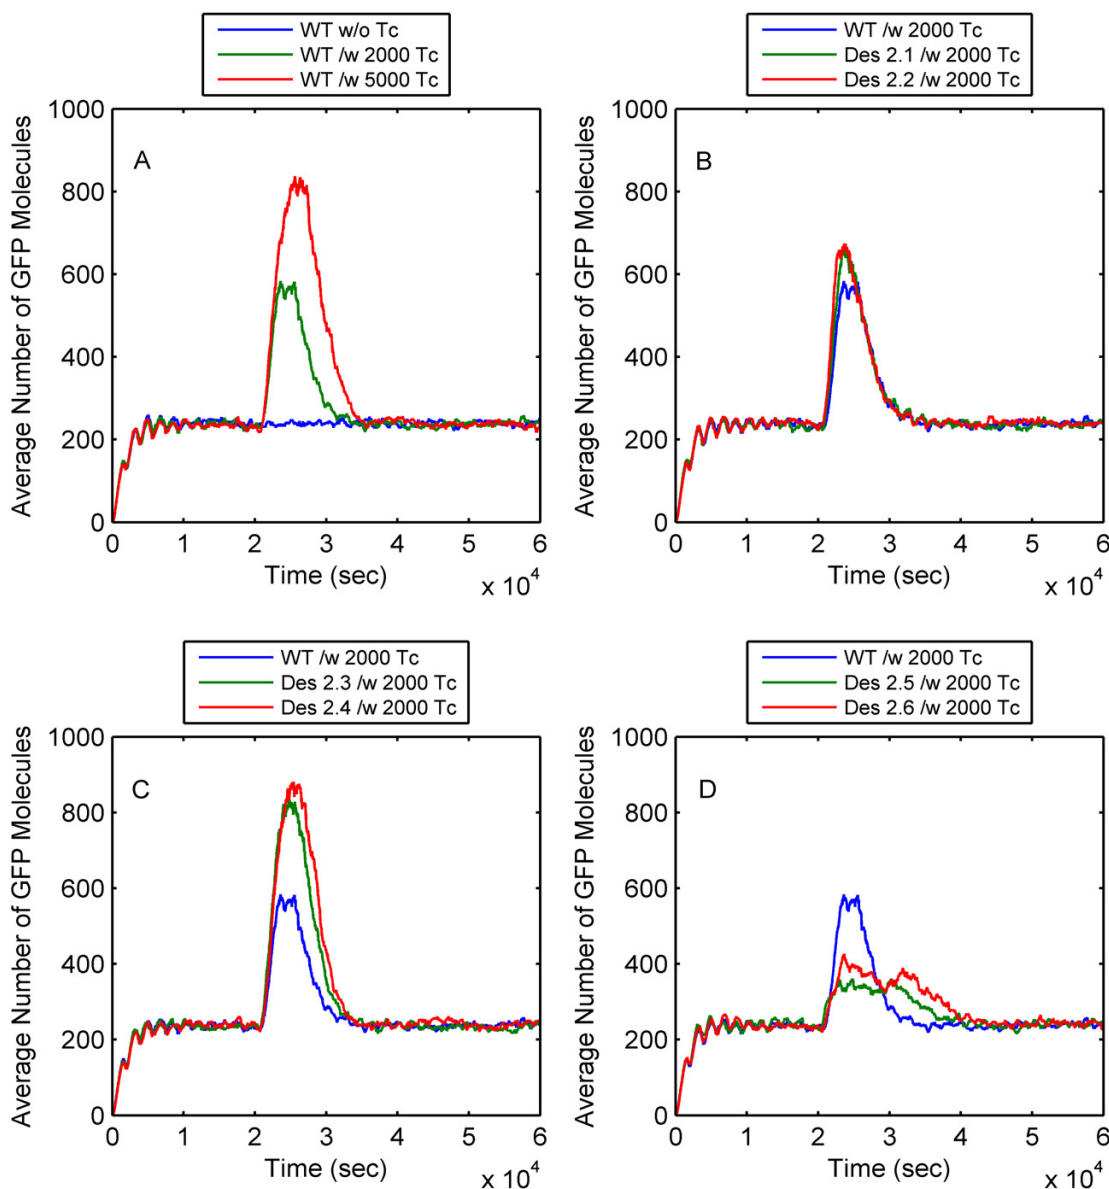 WT w/o Tc
WT /w 2000 Tc
WT /w 5000 Tc
1000
800
600
400
200
0
Average Number of GFP Molecules
A
0 1 2 3 4 5 6
Time (sec)
x 10^4
WT /w 2000 Tc
Des 2.1 /w 2000 Tc
Des 2.2 /w 2000 Tc
1000
800
600
400
200
0
Average Number of GFP Molecules
B
0 1 2 3 4 5 6
Time (sec)
x 10^4
WT /w 2000 Tc
Des 2.3 /w 2000 Tc
Des 2.4 /w 2000 Tc
1000
800
600
400
200
0
Average Number of GFP Molecules
C
0 1 2 3 4 5 6
Time (sec)
x 10^4
WT /w 2000 Tc
Des 2.5 /w 2000 Tc
Des 2.6 /w 2000 Tc
1000
800
600
400
200
0
Average Number of GFP Molecules
D
0 1 2 3 4 5 6
Time (sec)
x 10^4